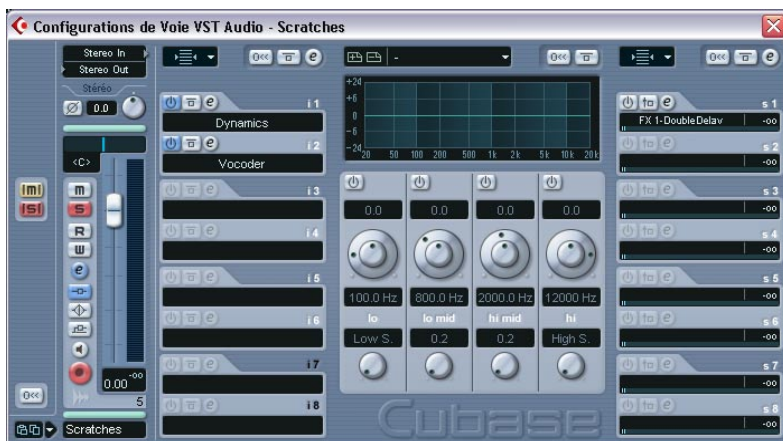 Configurations de Voie VST Audio - Scratches
Stereo In
Stereo Out
Stéréo
0.0
<C>
m
S
R
W
e
0.00
-oo
5
Scratches
|m|
|S|
0<<
0<< e
i 1
Dynamics
i 2
Vocoder
i 3
i 4
i 5
i 6
i 7
i 8
-
0<<
+24
+6
0
-6
-24
20 50 100 200 500 1k 2k 5k 10k 20k
0.0 0.0 0.0 0.0
100.0 Hz 800.0 Hz 2000.0 Hz 12000 Hz
lo lo mid hi mid hi
Low S. 0.2 0.2 High S.
Cubase
0<< e
s 1
FX 1-DoubleDelay -oo
s 2
-oo
s 3
-oo
s 4
-oo
s 5
-oo
s 6
-oo
s 7
-oo
s 8
-oo